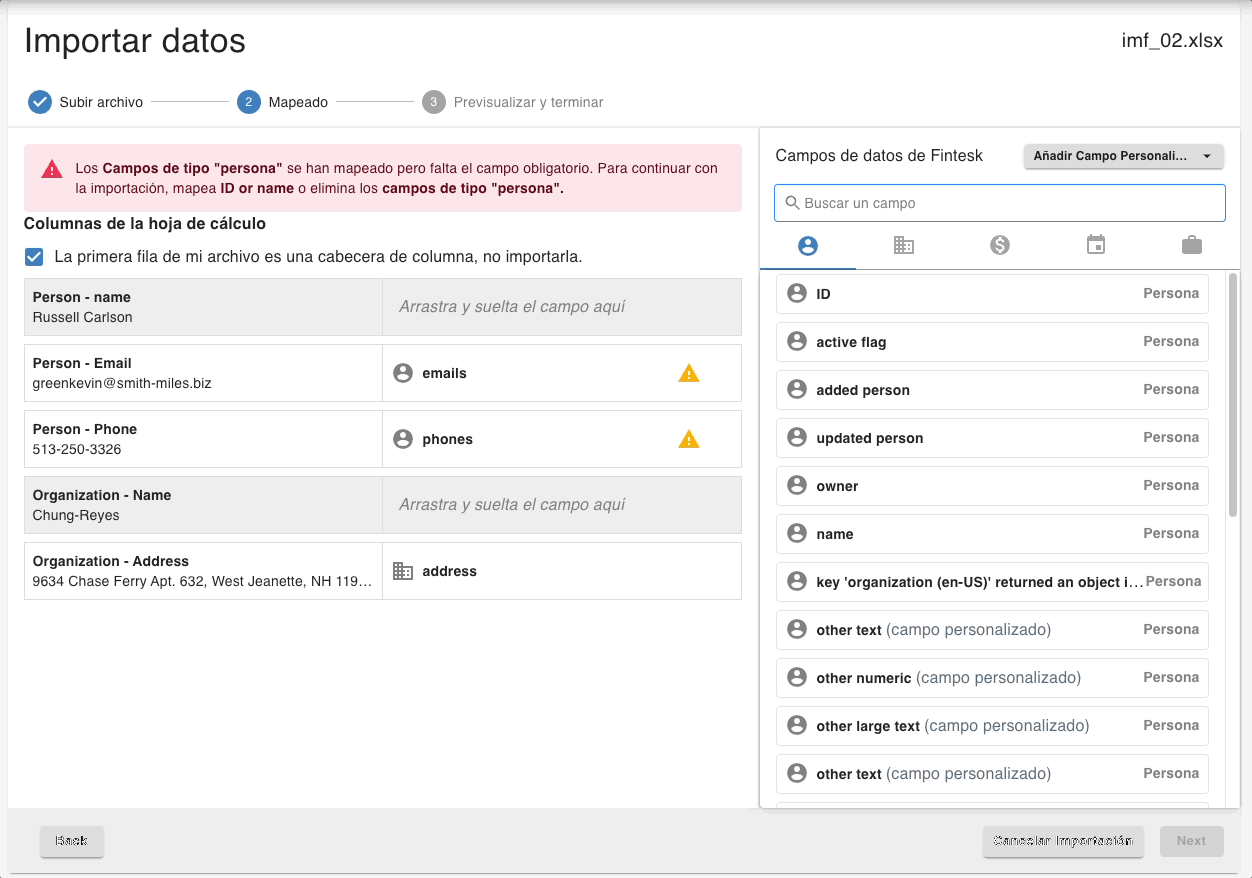 Importar datos
imf_02.xlsx
Subir archivo
2
Mapeado
3
Previsualizar y terminar
Los Campos de tipo "persona" se han mapeado pero falta el campo obligatorio. Para continuar con
la importación, mapea ID or name o elimina los campos de tipo "persona".
Columnas de la hoja de cálculo
La primera fila de mi archivo es una cabecera de columna, no importarla.
Person - name
Russell Carlson
Arrastra y suelta el campo aquí
Person - Email
greenkevin@smith-miles.biz
emails
Person - Phone
513-250-3326
phones
Organization - Name
Chung-Reyes
Arrastra y suelta el campo aquí
Organization - Address
9634 Chase Ferry Apt. 632, West Jeanette, NH 119…
address
Campos de datos de Fintesk
Añadir Campo Personali…
Buscar un campo
ID Persona
active flag Persona
added person Persona
updated person Persona
owner Persona
name Persona
key 'organization (en-US)' returned an object i… Persona
other text (campo personalizado) Persona
other numeric (campo personalizado) Persona
other large text (campo personalizado) Persona
other text (campo personalizado) Persona
Back
Cancelar Importación
Next